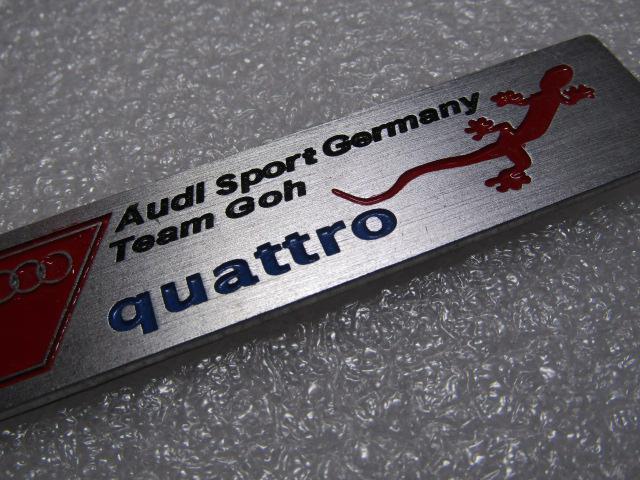 Audi Sport Germany
Team Goh
quattro